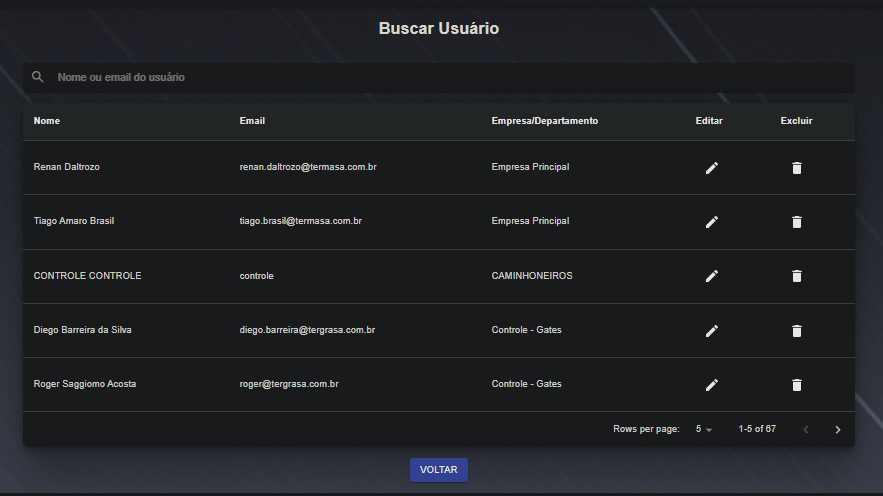 Buscar Usuário
Nome ou email do usuário
Nome Email Empresa/Departamento Editar Excluir
Renan Daltrozo renan.daltrozo@termasa.com.br Empresa Principal
Tiago Amaro Brasil tiago.brasil@termasa.com.br Empresa Principal
CONTROLE CONTROLE controle CAMINHONEIROS
Diego Barreira da Silva diego.barreira@tergrasa.com.br Controle - Gates
Roger Saggiomo Acosta roger@tergrasa.com.br Controle - Gates
Rows per page: 5 1-5 of 67
VOLTAR